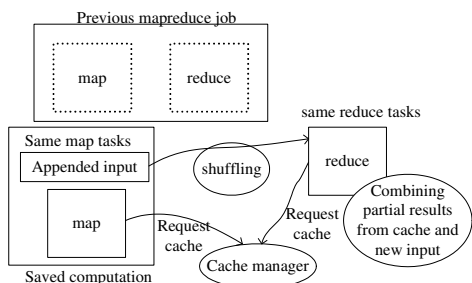 Previous mapreduce job
map
reduce
same reduce tasks
Same map tasks
Appended input
shuffling
reduce
map
Request
cache
Request
cache
Combining
partial results
from cache and
new input
Cache manager
Saved computation